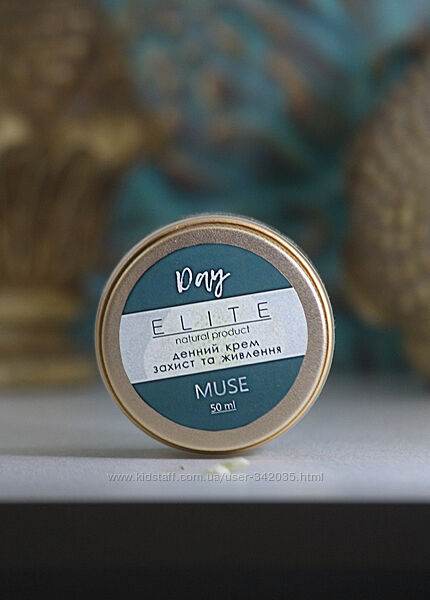 Day
ELITE
natural product
денний крем
захист та живлення
MUSE
50 ml
www.kidstaff.com.ua/user-342035.html